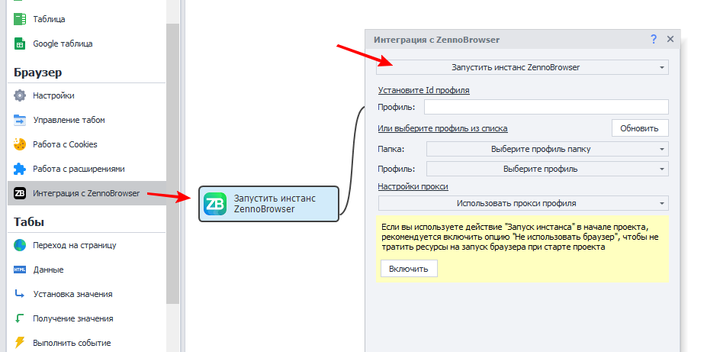 Таблица
Google таблица
Браузер
Настройки
Управление табом
Работа с Cookies
Работа с расширениями
ZB
Интеграция с ZennoBrowser
Табы
Переход на страницу
HTML
Данные
Установка значения
Получение значения
Выполнить событие
ZB
Запустить инстанс
ZennoBrowser
Интеграция с ZennoBrowser
?
Запустить инстанс ZennoBrowser
Установите Id профиля
Профиль:
Или выберите профиль из списка
Обновить
Папка:
Выберите профиль папку
Профиль:
Выберите профиль
Настройки прокси
Использовать прокси профиля
Если вы используете действие "Запуск инстанса" в начале проекта,
рекомендуется включить опцию "Не использовать браузер", чтобы не
тратить ресурсы на запуск браузера при старте проекта
Включить